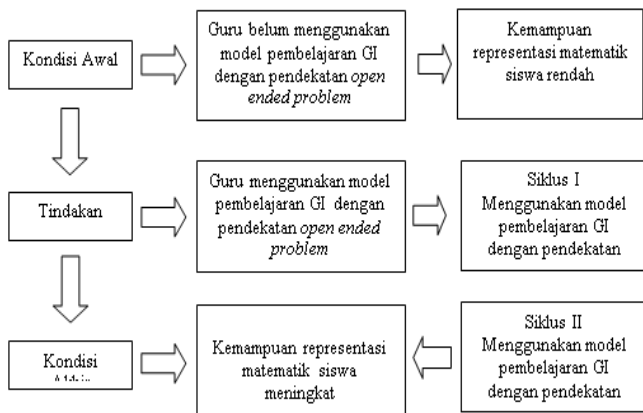 Kondisi Awal
Guru belum menggunakan
model pembelajaran GI
dengan pendekatan open
ended problem
Kemampuan
representasi matematik
siswa rendah
Tindakan
Guru menggunakan model
pembelajaran GI dengan
pendekatan open ended
problem
Siklus I
Menggunakan model
pembelajaran GI
dengan pendekatan
Kondisi
Kemampuan representasi
matematik siswa
meningkat
Siklus II
Menggunakan model
pembelajaran GI
dengan pendekatan